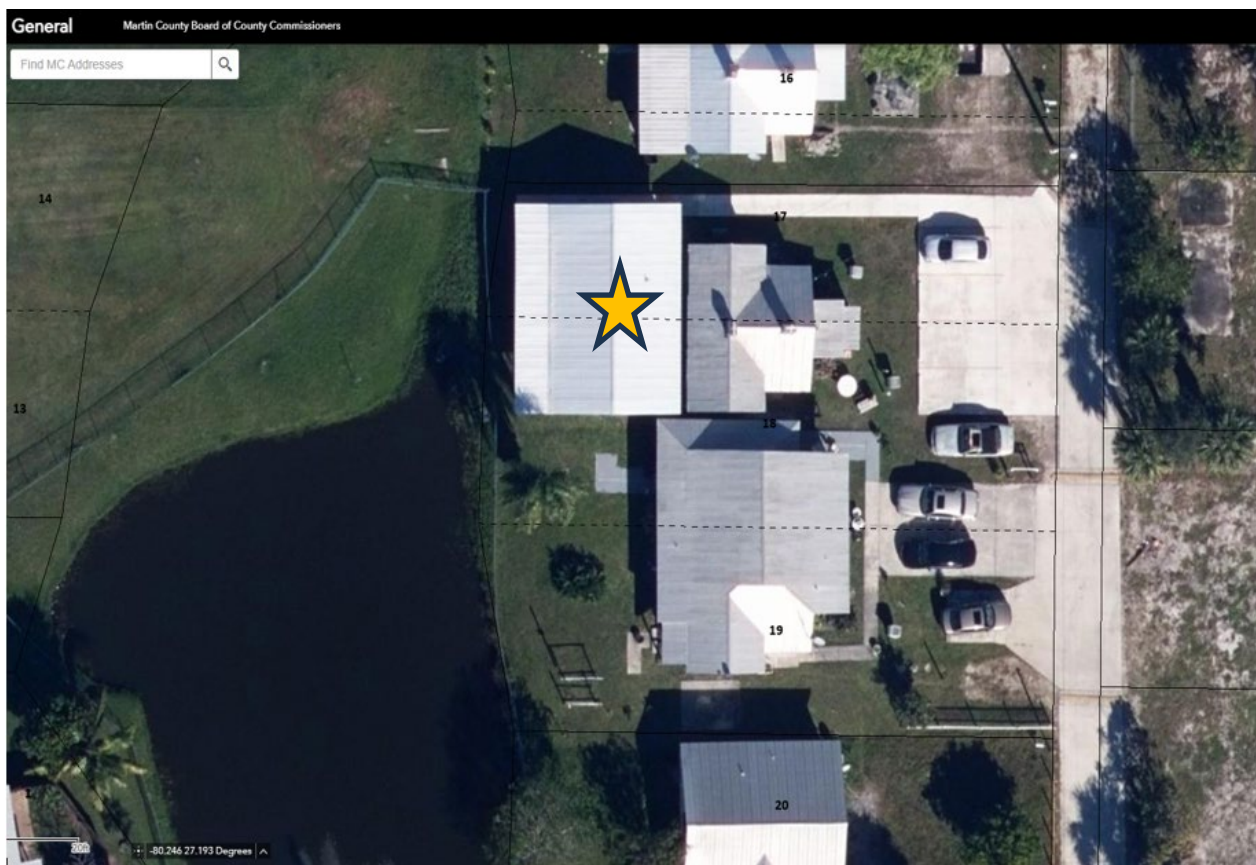 General
Martin County Board of County Commissioners
Find MC Addresses
16
14
17
13
18
19
20
20ft
-80.246 27.193 Degrees